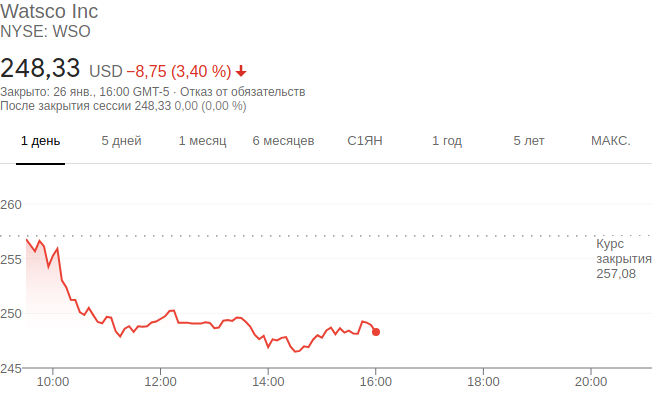 Watsco Inc
NYSE: WSO
248,33 USD −8,75 (3,40 %)
Закрыто: 26 янв., 16:00 GMT-5 · Отказ от обязательств
После закрытия сессии 248,33 0,00 (0,00 %)
1 день 5 дней 1 месяц 6 месяцев С1ЯН 1 год 5 лет МАКС.
260
Курс
закрытия
257,08
255
250
245
10:00 12:00 14:00 16:00 18:00 20:00